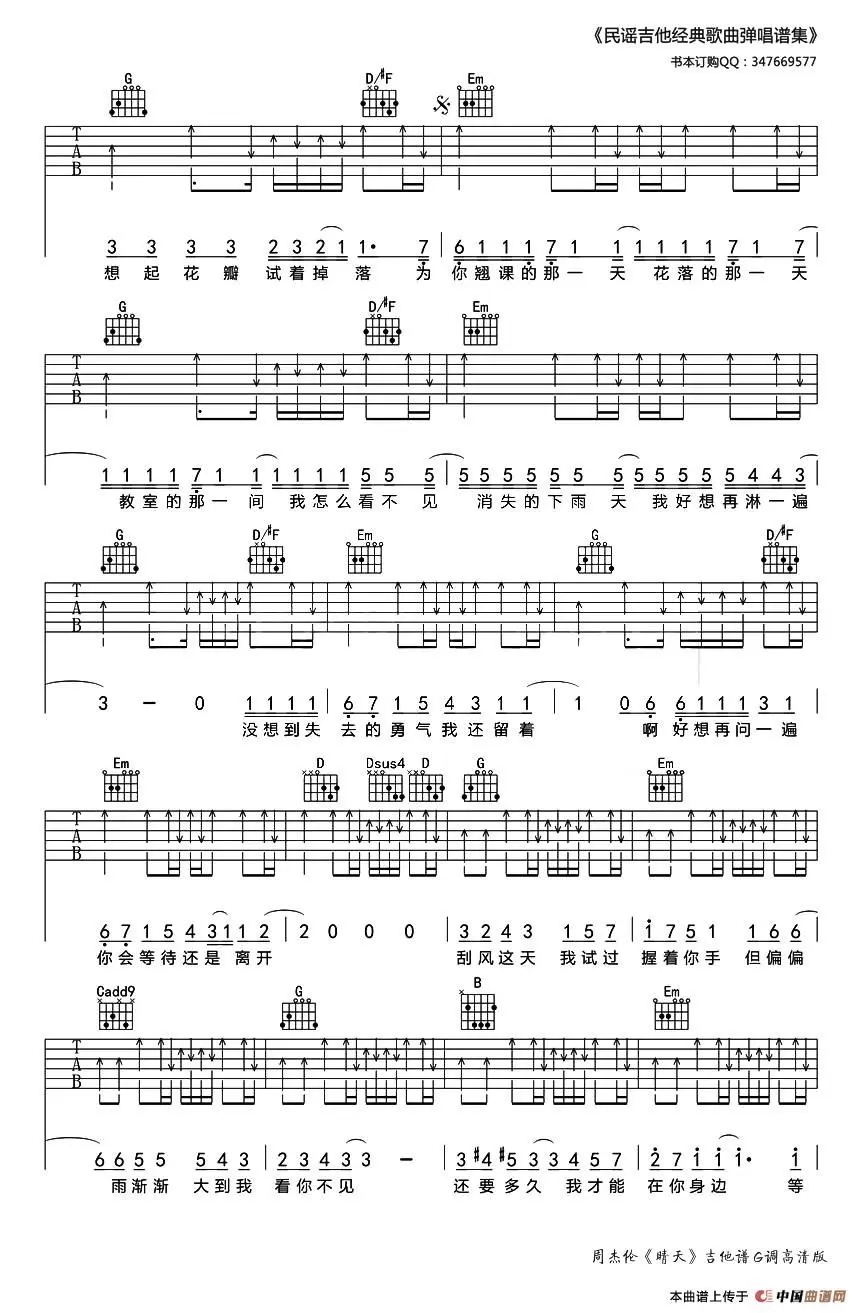 《民谣吉他经典歌曲弹唱谱集》
书本订购QQ：347669577
G D/#F Em
T
A
B
3 3 3 3 2 3 2 1 1· 7 6 1 1 1 7 1 1 1 1 1 1 7 1 7
想起花瓣试着掉落为你翘课的那一天花落的那一天
G D/#F Em
T
A
B
1 1 1 1 7 1 1 1 1 1 1 5 5 5 5 5 5 5 5 5 5 5 4 4 3
教室的那一间我怎么看不见消失的下雨天我好想再淋一遍
G D/#F Em G D/#F
T
A
B
3 – 0 1 1 1 1 6 7 1 5 4 3 1 1 1 0 6 6 1 1 1 3 1
没想到失去的勇气我还留着啊好想再问一遍
Em D Dsus4 D G Em
T
A
B
6 7 1 5 4 3 1 1 2 2 0 0 0 3 2 4 3 1 5 7 1 7 5 1 1 6 6
你会等待还是离开刮风这天我试过握着你手但偏偏
Cadd9 G B Em
T
A
B
6 6 5 5 5 4 3 2 3 4 3 3 – 3 #4 #5 3 3 4 5 7 2 7 1 1· 1
雨渐渐大到我看你不见还要多久我才能在你身边等
周杰伦《晴天》吉他谱G调高清版
本曲谱上传于 中国曲谱网